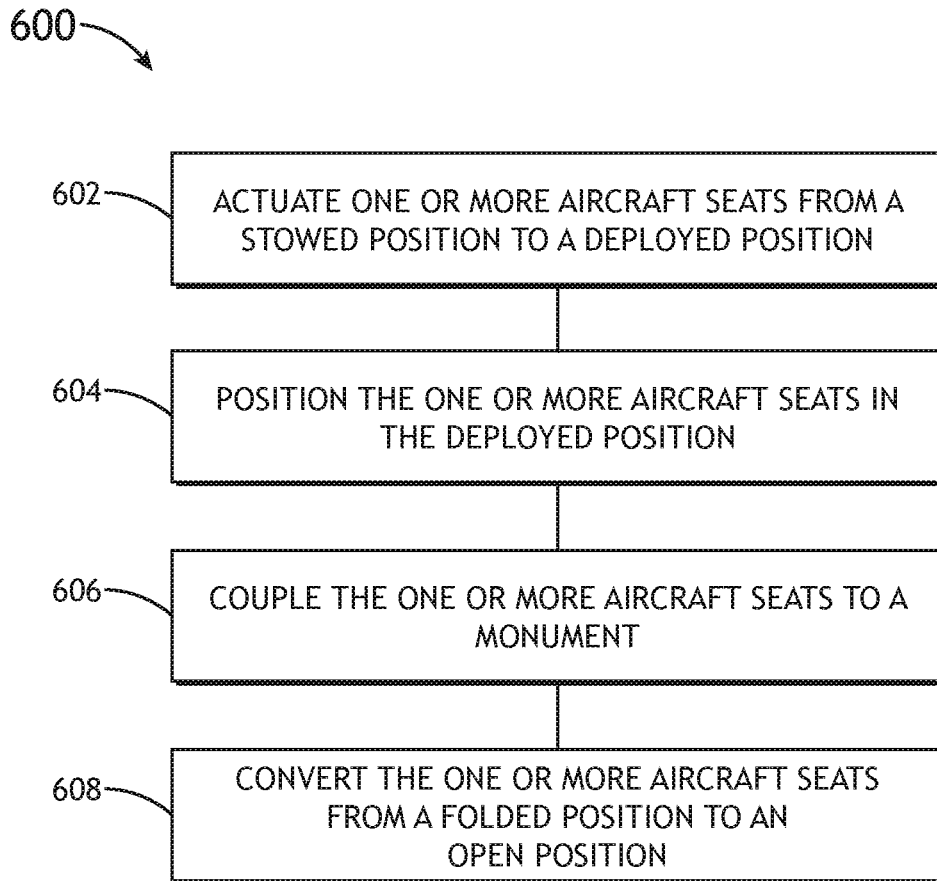 600
602
ACTUATE ONE OR MORE AIRCRAFT SEATS FROM A
STOWED POSITION TO A DEPLOYED POSITION
604
POSITION THE ONE OR MORE AIRCRAFT SEATS IN
THE DEPLOYED POSITION
606
COUPLE THE ONE OR MORE AIRCRAFT SEATS TO A
MONUMENT
608
CONVERT THE ONE OR MORE AIRCRAFT SEATS
FROM A FOLDED POSITION TO AN
OPEN POSITION